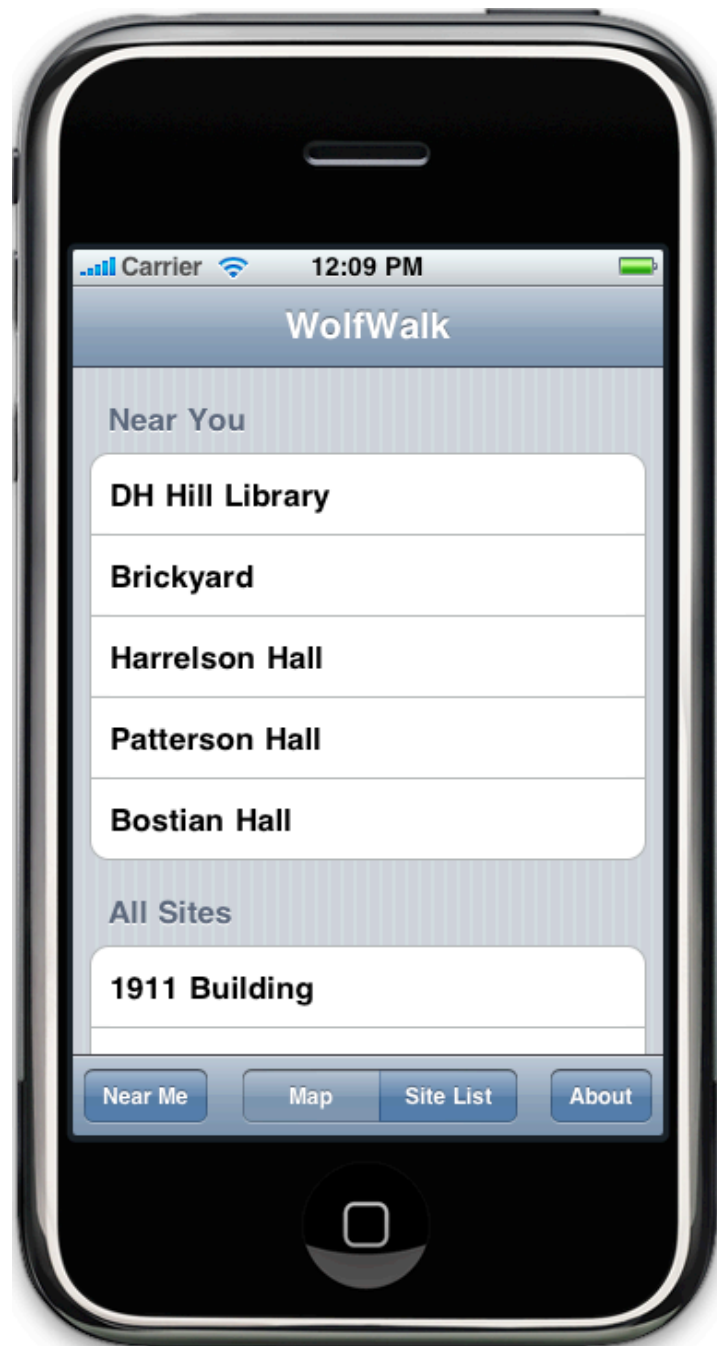 Carrier 12:09 PM
WolfWalk
Near You
DH Hill Library
Brickyard
Harrelson Hall
Patterson Hall
Bostian Hall
All Sites
1911 Building
Near Me Map Site List About